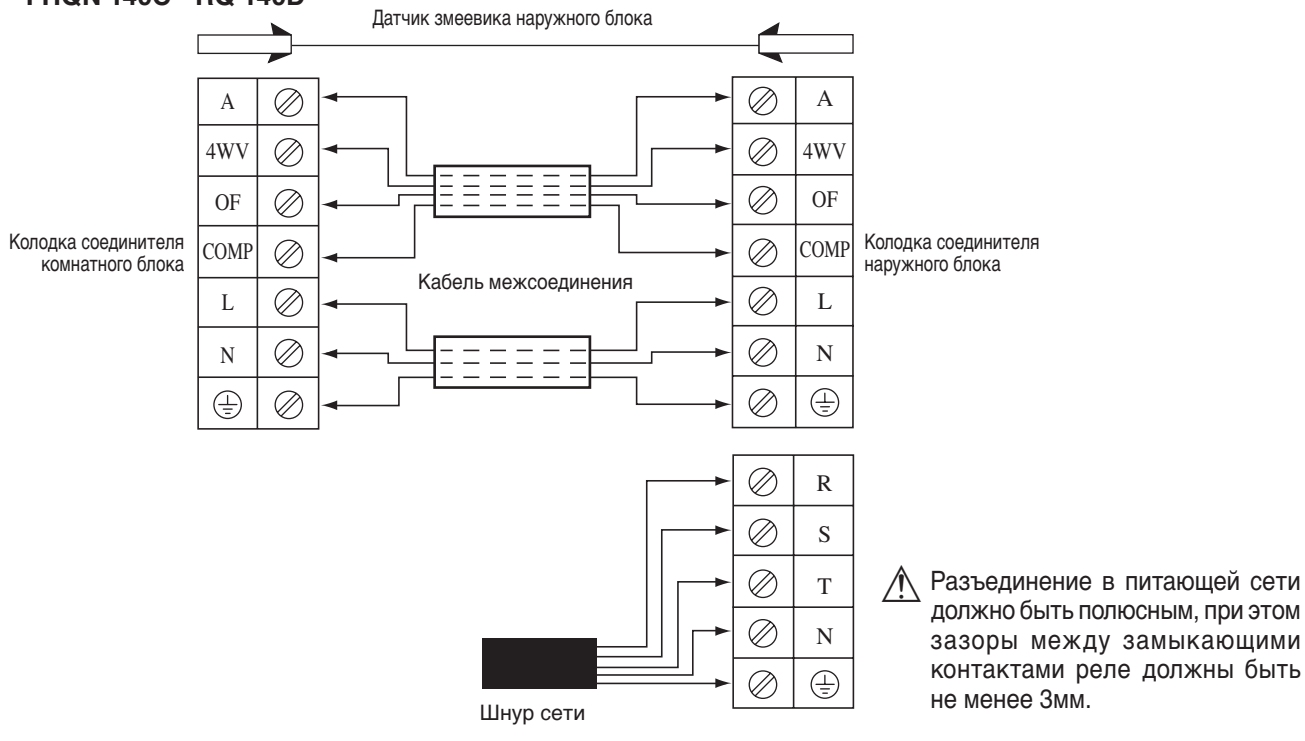 Датчик змеевика наружного блока
A
4WV
OF
COMP
L
N
Колодка соединителя
комнатного блока
Кабель межсоединения
A
4WV
OF
COMP
L
N
Колодка соединителя
наружного блока
R
S
T
N
Шнур сети
Разъединение в питающей сети
должно быть полюсным, при этом
зазоры между замыкающими
контактами реле должны быть
не менее 3мм.